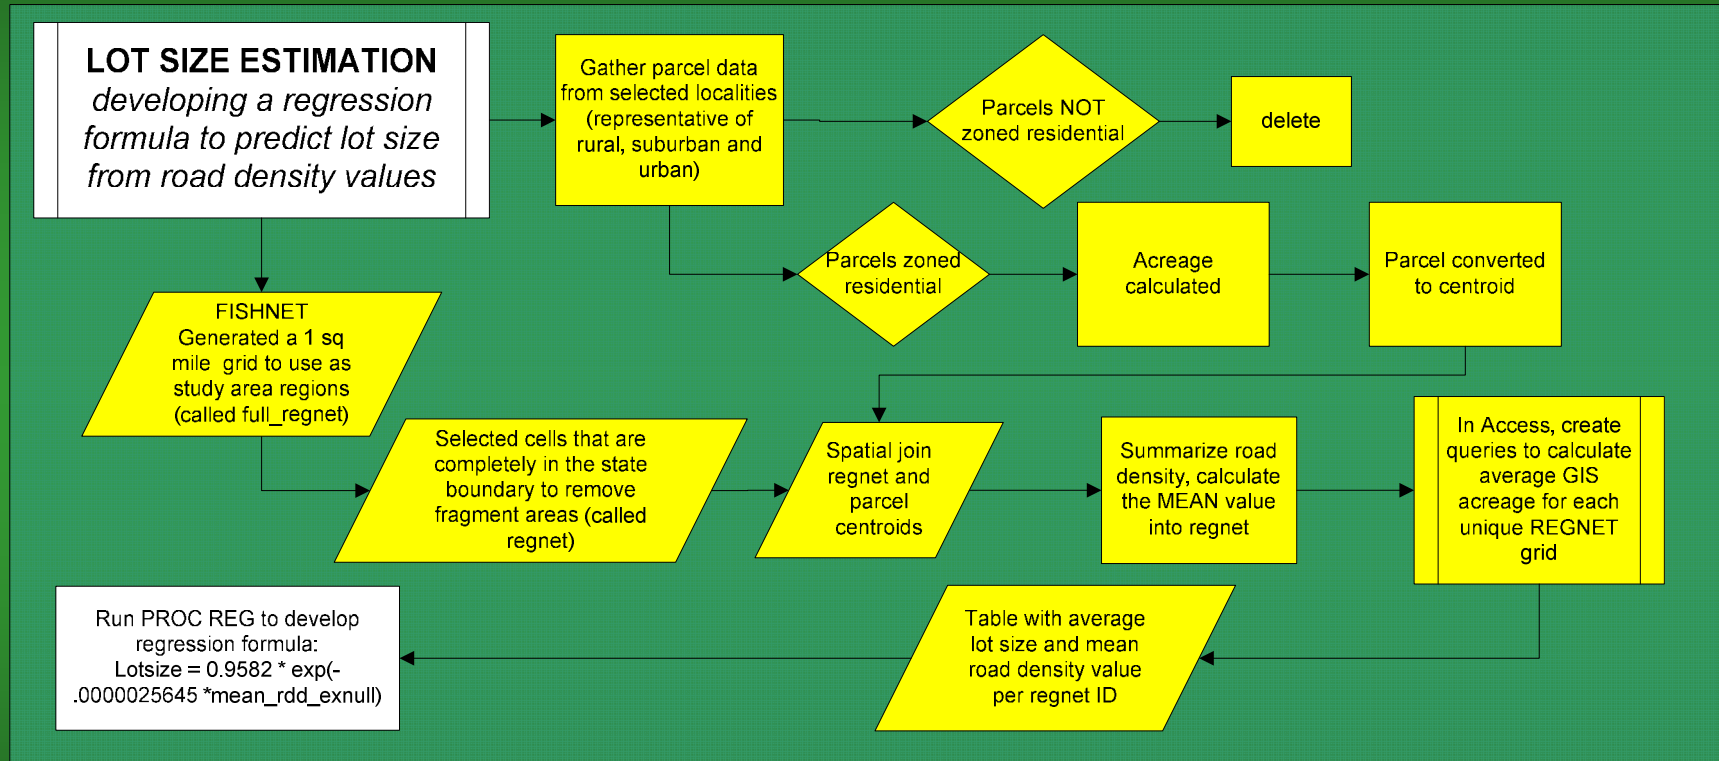 LOT SIZE ESTIMATION
developing a regression
formula to predict lot size
from road density values
Gather parcel data
from selected localities
(representative of
rural, suburban and
urban)
Parcels NOT
zoned residential
delete
Parcels zoned
residential
Acreage
calculated
Parcel converted
to centroid
FISHNET
Generated a 1 sq
mile grid to use as
study area regions
(called full_regnet)
Selected cells that are
completely in the state
boundary to remove
fragment areas (called
regnet)
Spatial join
regnet and
parcel
centroids
Summarize road
density, calculate
the MEAN value
into regnet
In Access, create
queries to calculate
average GIS
acreage for each
unique REGNET
grid
Table with average
lot size and mean
road density value
per regnet ID
Run PROC REG to develop
regression formula:
Lotsize = 0.9582 * exp(-
.0000025645 *mean_rdd_exnull)